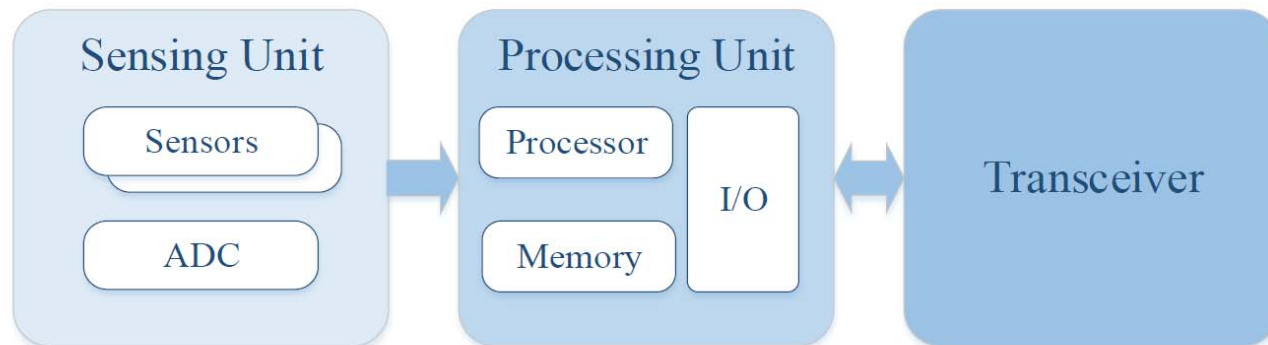 Sensing Unit
Sensors
ADC
Processing Unit
Processor
Memory
I/O
Transceiver